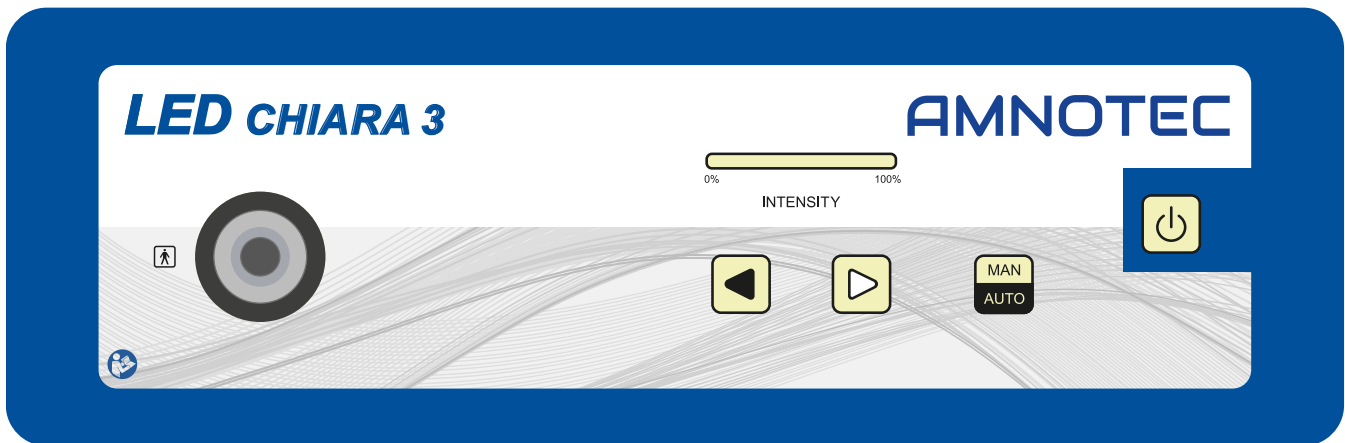 LED CHIARA 3
AMNOTEC
0% 100%
INTENSITY
MAN
AUTO